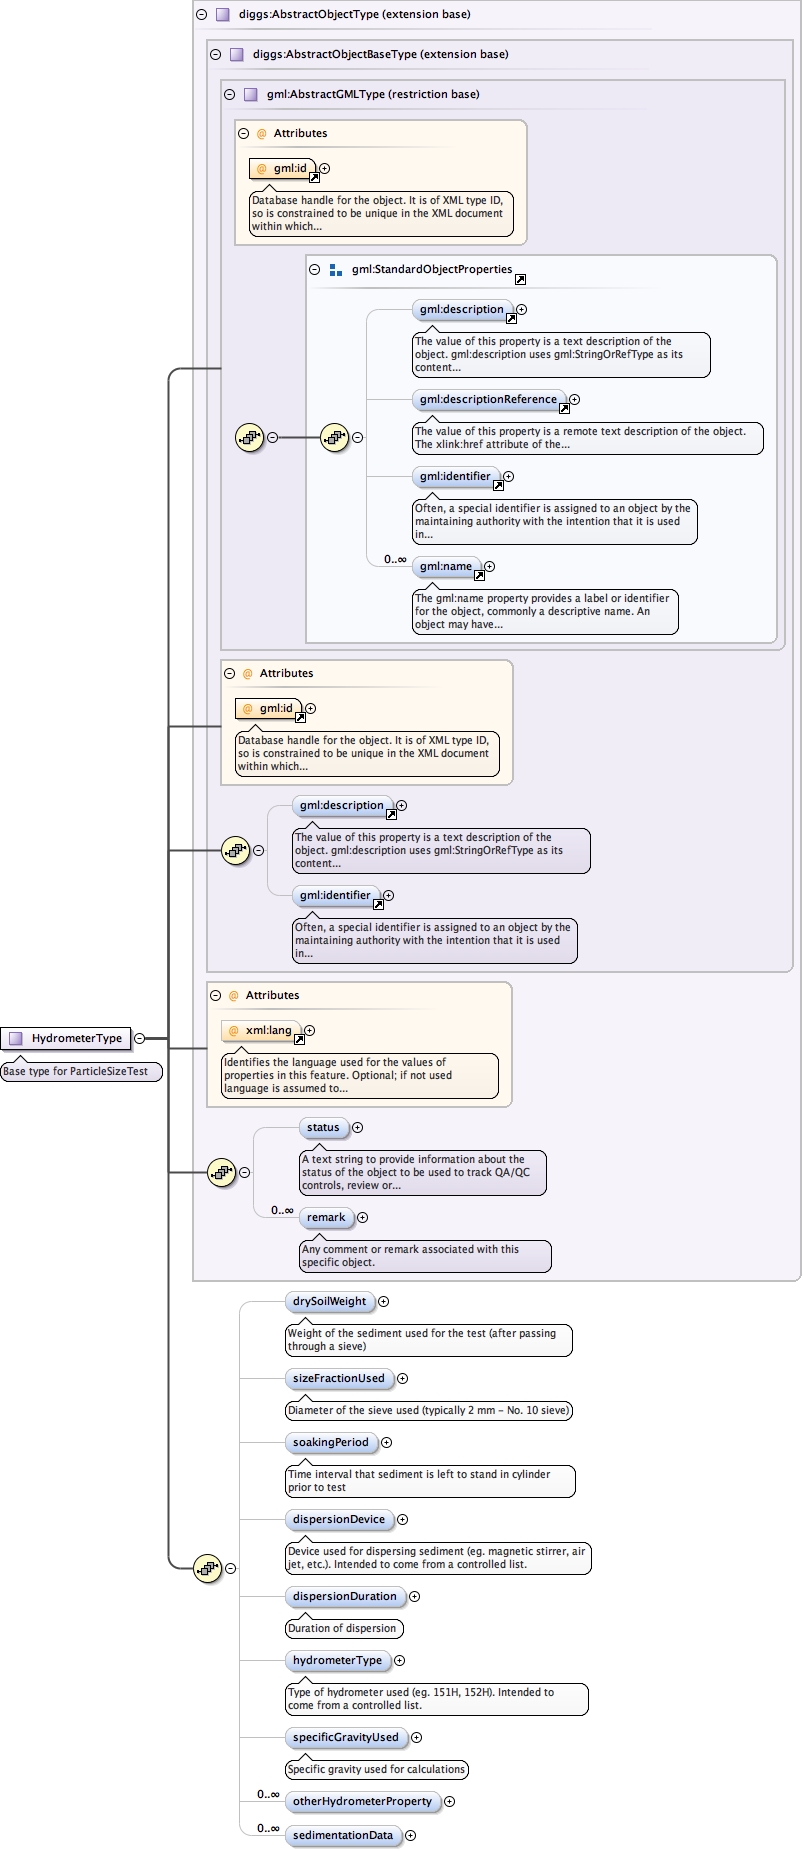 diggs:AbstractObjectType (extension base)
diggs:AbstractObjectBaseType (extension base)
gml:AbstractGMLType (restriction base)
@ Attributes
@ gml:id
Database handle for the object. It is of XML type ID,
so is constrained to be unique in the XML document
within which...
gml:StandardObjectProperties
gml:description
The value of this property is a text description of the
object. gml:description uses gml:StringOrRefType as its
content...
gml:descriptionReference
The value of this property is a remote text description of the object.
The xlink:href attribute of the...
gml:identifier
Often, a special identifier is assigned to an object by the
maintaining authority with the intention that it is used
in...
0..∞
gml:name
The gml:name property provides a label or identifier
for the object, commonly a descriptive name. An
object may have...
@ Attributes
@ gml:id
Database handle for the object. It is of XML type ID,
so is constrained to be unique in the XML document
within which...
gml:description
The value of this property is a text description of the
object. gml:description uses gml:StringOrRefType as its
content...
gml:identifier
Often, a special identifier is assigned to an object by the
maintaining authority with the intention that it is used
in...
@ Attributes
@ xml:lang
Identifies the language used for the values of
properties in this feature. Optional; if not used
language is assumed to...
HydrometerType
Base type for ParticleSizeTest
status
A text string to provide information about the
status of the object to be used to track QA/QC
controls, review or...
0..∞
remark
Any comment or remark associated with this
specific object.
drySoilWeight
Weight of the sediment used for the test (after passing
through a sieve)
sizeFractionUsed
Diameter of the sieve used (typically 2 mm - No. 10 sieve)
soakingPeriod
Time interval that sediment is left to stand in cylinder
prior to test
dispersionDevice
Device used for dispersing sediment (eg. magnetic stirrer, air
jet, etc.). Intended to come from a controlled list.
dispersionDuration
Duration of dispersion
hydrometerType
Type of hydrometer used (eg. 151H, 152H). Intended to
come from a controlled list.
specificGravityUsed
Specific gravity used for calculations
0..∞
otherHydrometerProperty
0..∞
sedimentationData